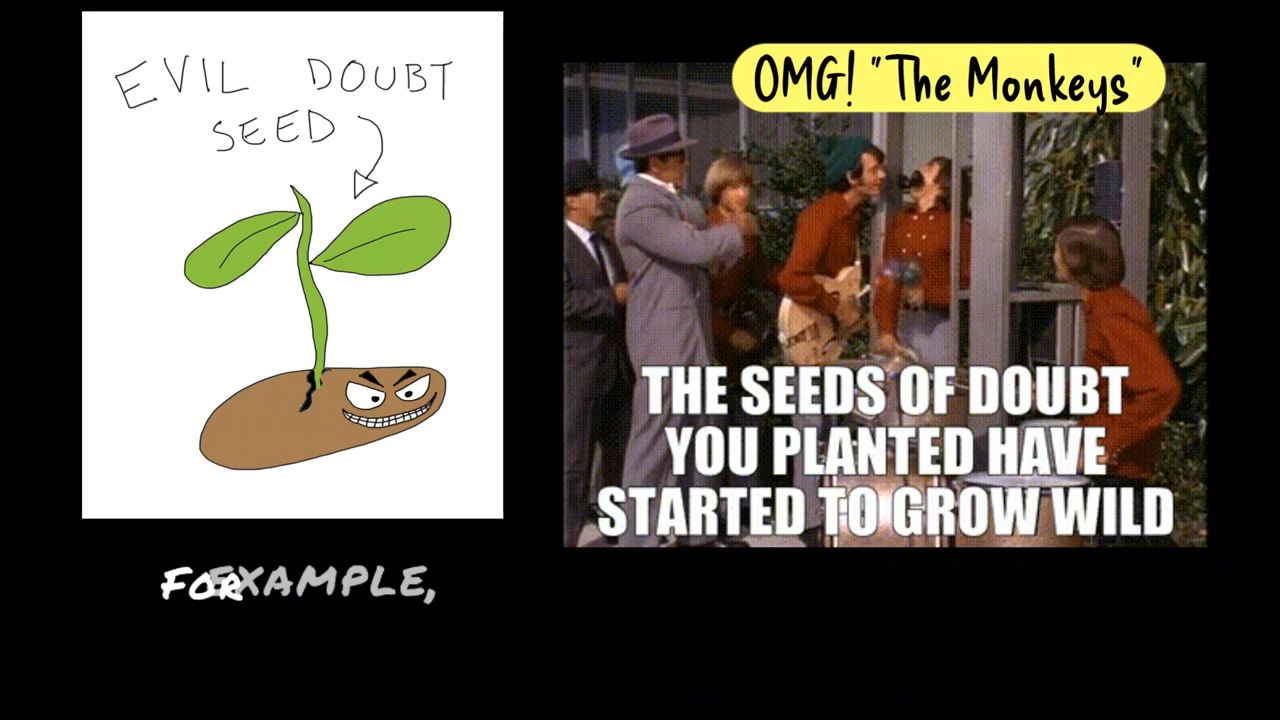 EVIL DOUBT
SEED
OMG! "The Monkeys"
THE SEEDS OF DOUBT
YOU PLANTED HAVE
STARTED TO GROW WILD
FOR EXAMPLE,